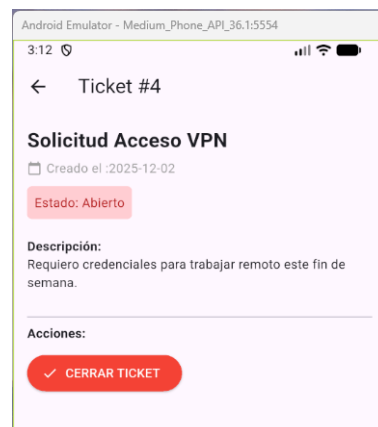 Android Emulator - Medium_Phone_API_36.1:5554
3:12
Ticket #4
Solicitud Acceso VPN
Creado el :2025-12-02
Estado: Abierto
Descripción:
Requiero credenciales para trabajar remoto este fin de
semana.
Acciones:
CERRAR TICKET